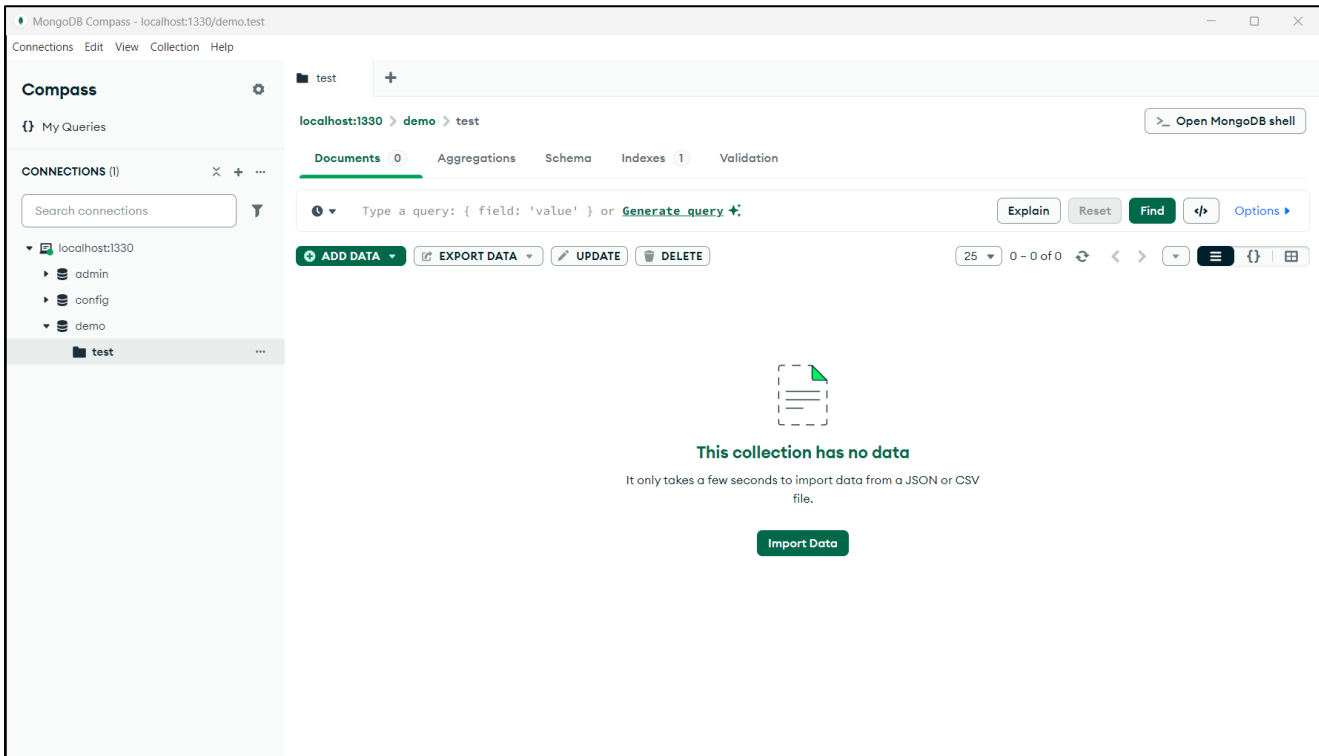 MongoDB Compass - localhost:1330/demo.test
Connections Edit View Collection Help
Compass
{} My Queries
CONNECTIONS (1)
Search connections
localhost:1330
admin
config
demo
test
test
localhost:1330 > demo > test
>_ Open MongoDB shell
Documents 0 Aggregations Schema Indexes 1 Validation
Type a query: { field: 'value' } or Generate query
Explain Reset Find </> Options
ADD DATA EXPORT DATA UPDATE DELETE
25 0 – 0 of 0 {}
This collection has no data
It only takes a few seconds to import data from a JSON or CSV
file.
Import Data